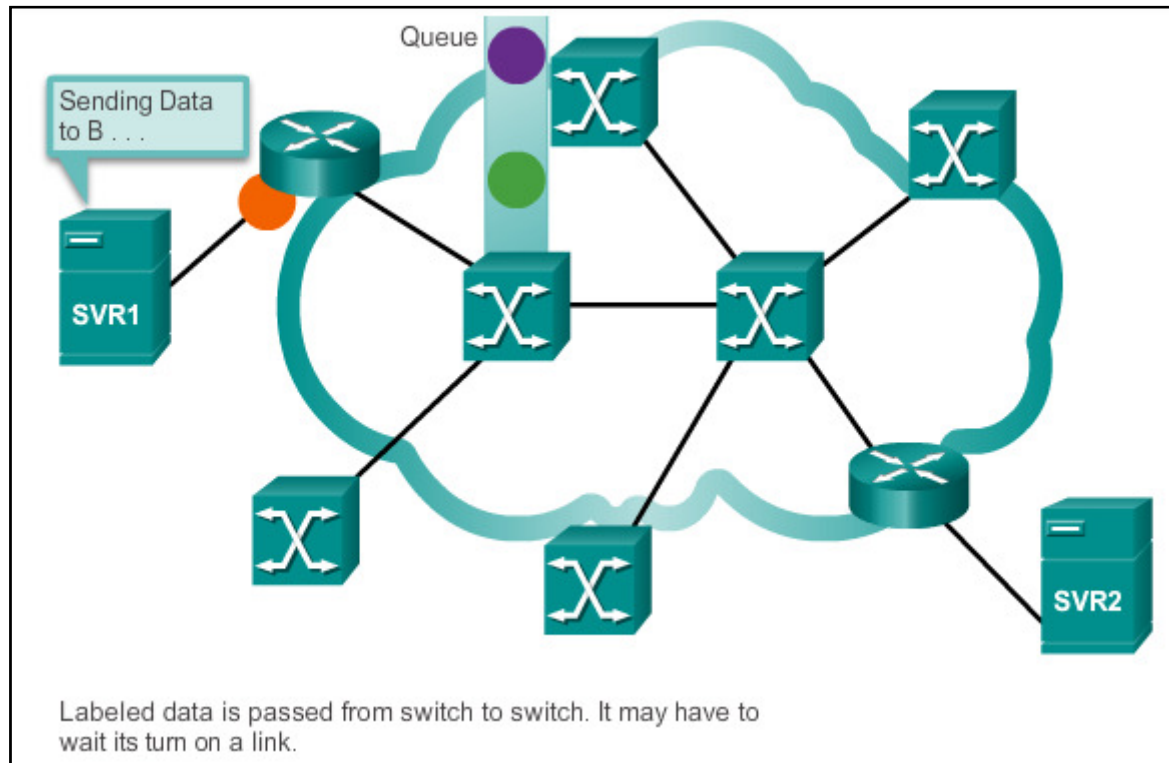 Queue
Sending Data
to B . . .
SVR1
SVR2
Labeled data is passed from switch to switch. It may have to
wait its turn on a link.